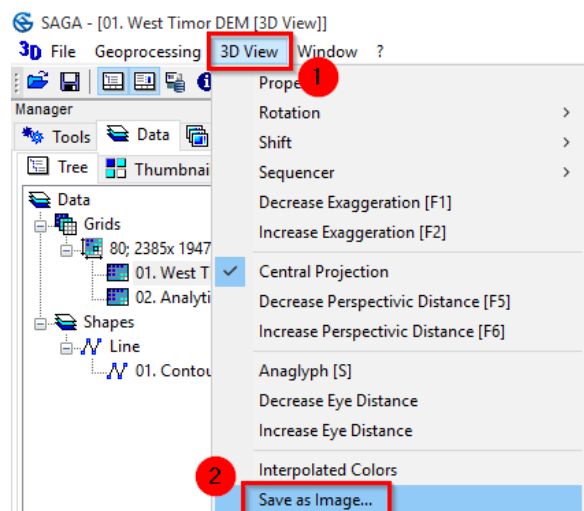 SAGA - [01. West Timor DEM [3D View]]
3D File Geoprocessing 3D View Window ?
1
Manager
Tools Data
Tree Thumbnai
Data
Grids
80; 2385x 1947
01. West T
02. Analyti
Shapes
Line
01. Contou
Prope
Rotation
Shift
Sequencer
Decrease Exaggeration [F1]
Increase Exaggeration [F2]
Central Projection
Decrease Perspectivic Distance [F5]
Increase Perspectivic Distance [F6]
Anaglyph [S]
Decrease Eye Distance
Increase Eye Distance
Interpolated Colors
2
Save as Image...